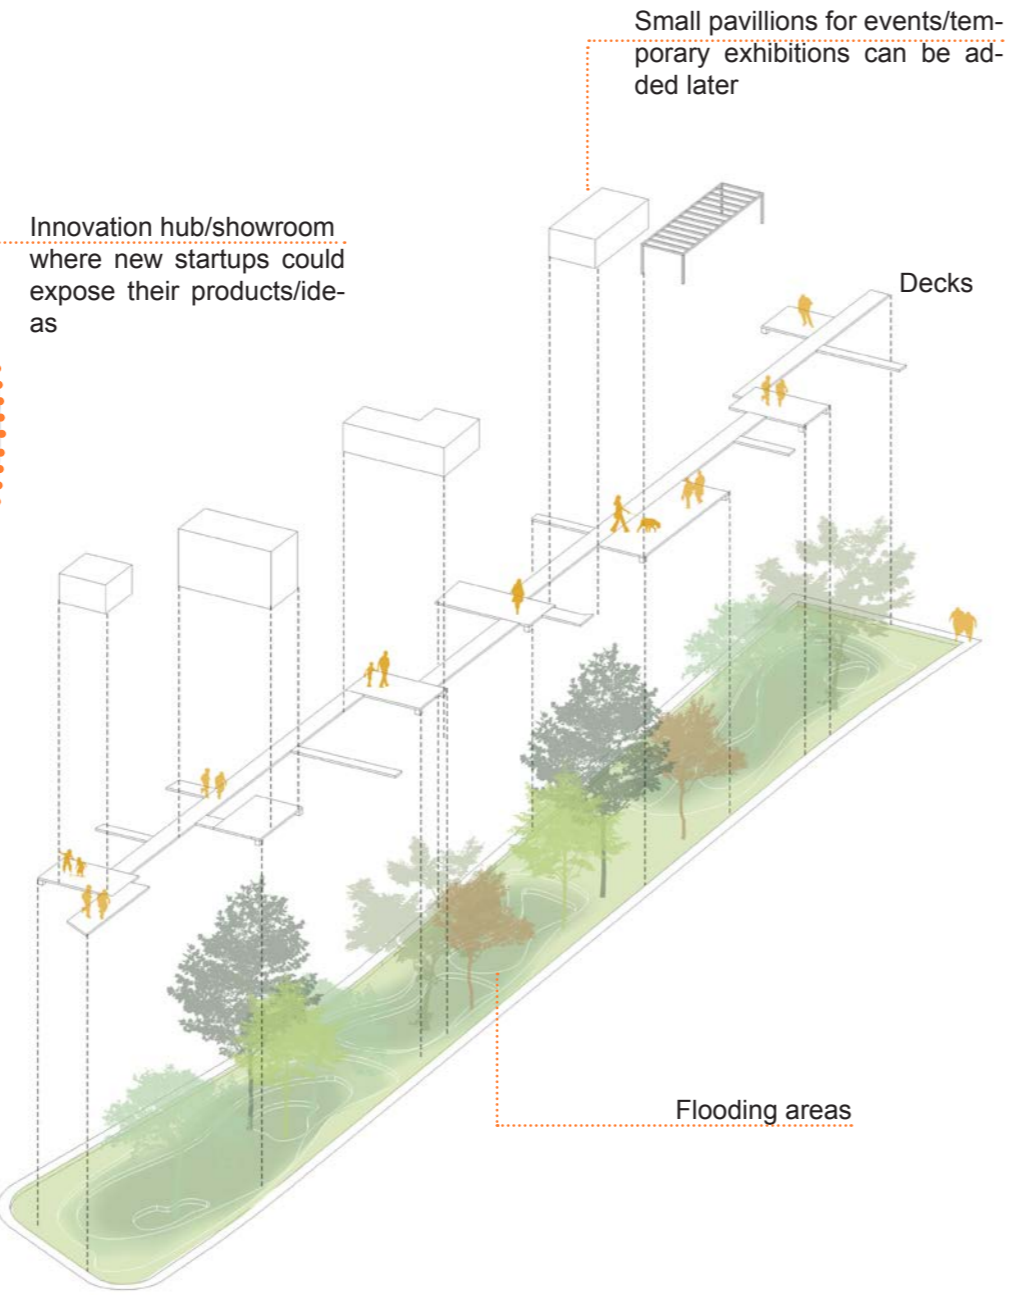 Small pavillions for events/tem-
porary exhibitions can be ad-
ded later
Innovation hub/showroom
where new startups could
expose their products/ide-
as
Decks
Flooding areas